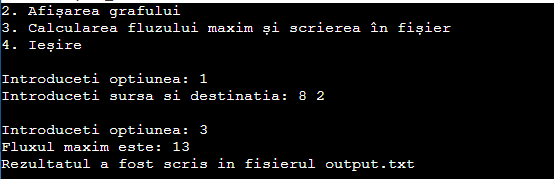 2. Afișarea grafului
3. Calcularea fluzului maxim și scrierea în fișier
4. Ieșire
Introduceti optiunea: 1
Introduceti sursa si destinatia: 8 2
Introduceti optiunea: 3
Fluxul maxim este: 13
Rezultatul a fost scris in fisierul output.txt